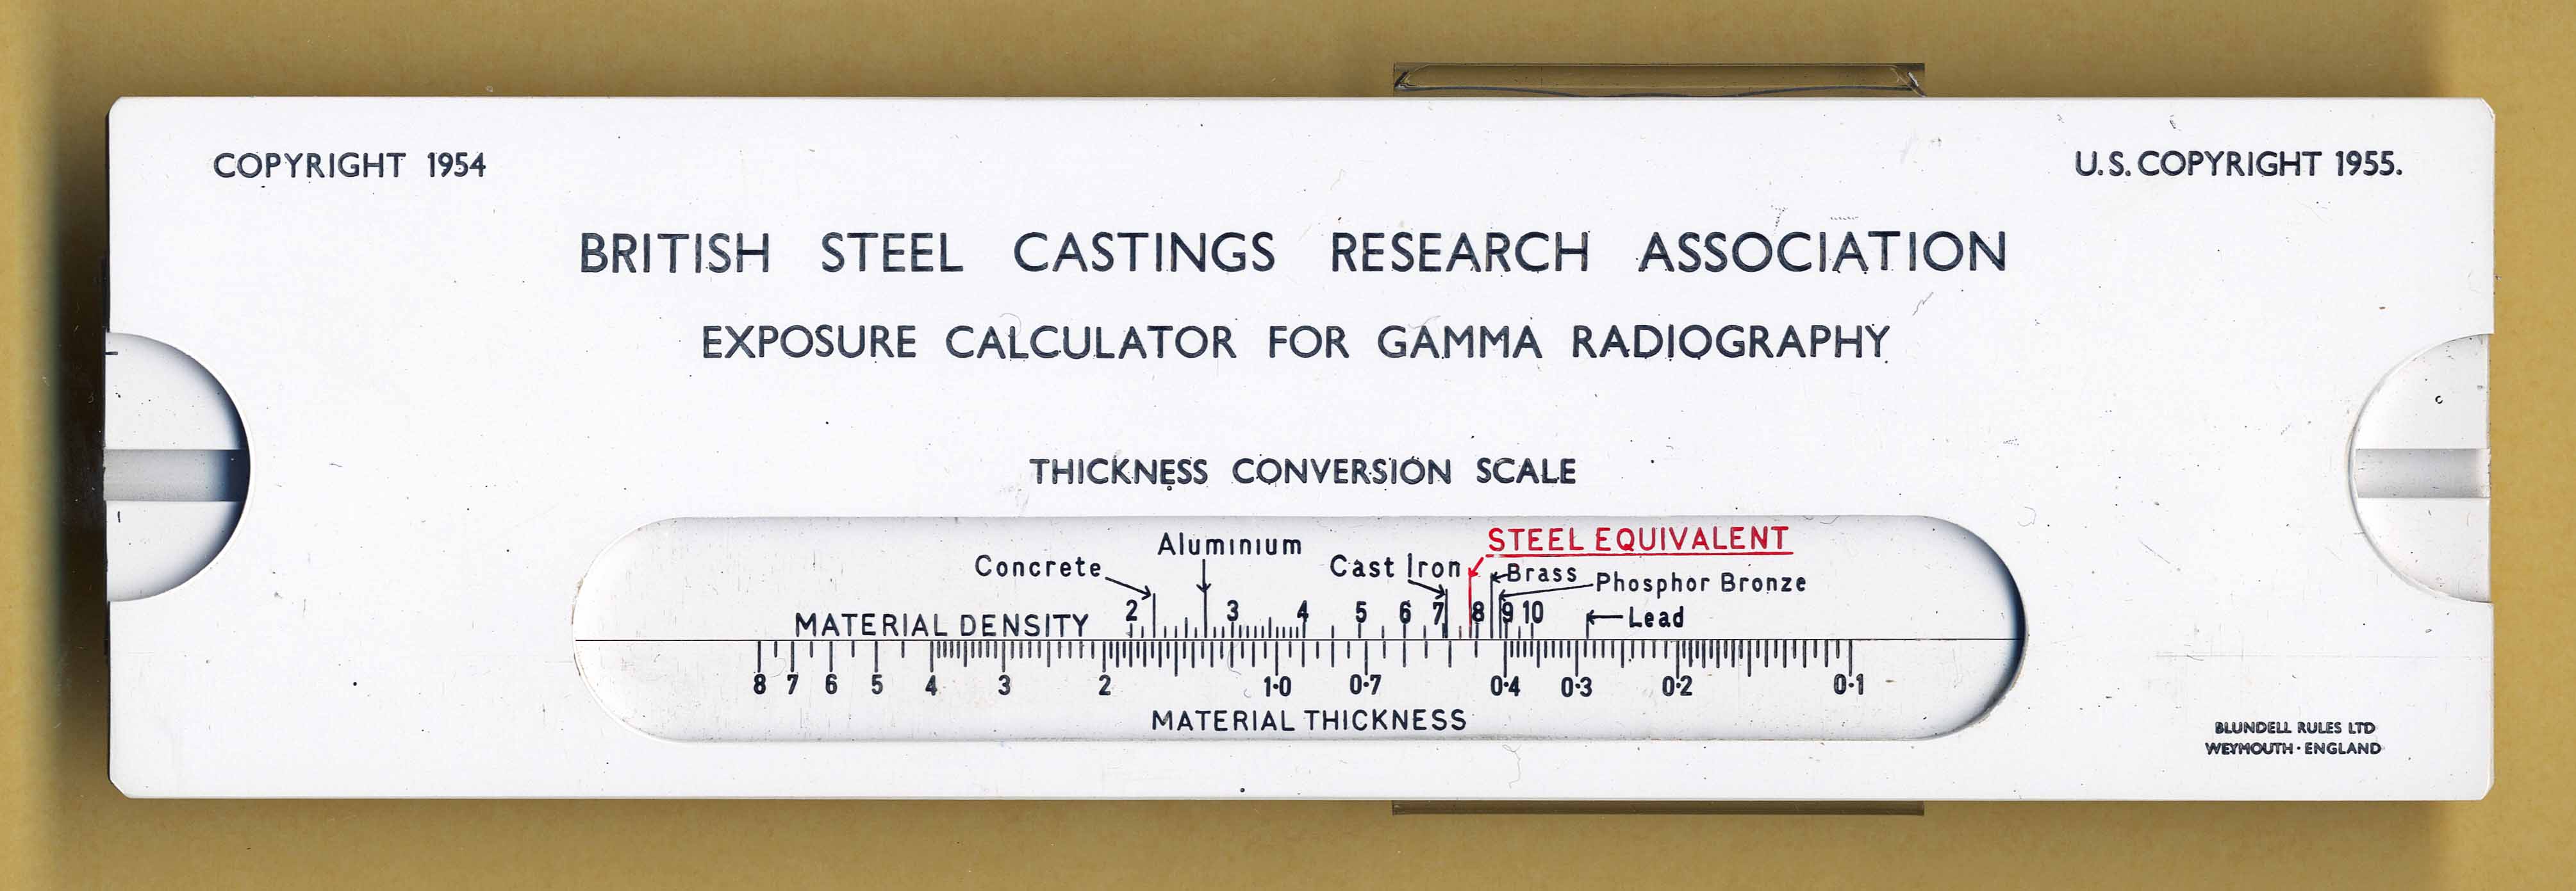 COPYRIGHT 1954
U.S. COPYRIGHT 1955.
BRITISH STEEL CASTINGS RESEARCH ASSOCIATION
EXPOSURE CALCULATOR FOR GAMMA RADIOGRAPHY
THICKNESS CONVERSION SCALE
STEEL EQUIVALENT
Aluminium
Concrete
Cast Iron
Brass
Phosphor Bronze
Lead
2 3 4 5 6 7 8 9 10
MATERIAL DENSITY
8 7 6 5 4 3 2 1·0 0·7 0·4 0·3 0·2 0·1
MATERIAL THICKNESS
BLUNDELL RULES LTD
WEYMOUTH · ENGLAND